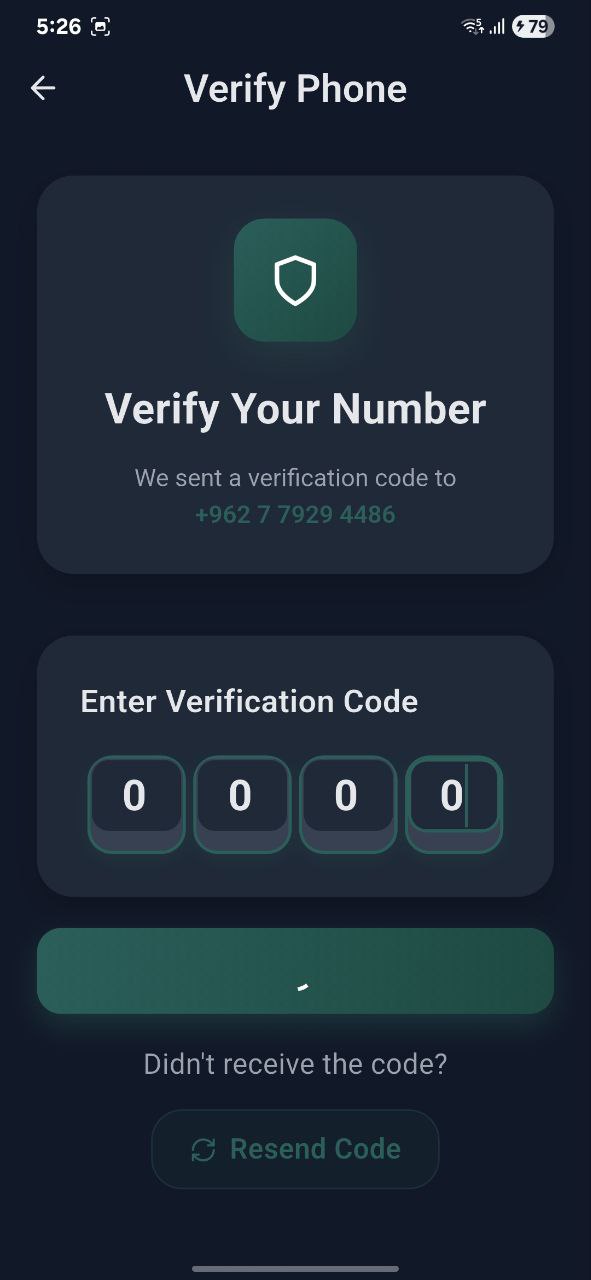 5:26
5
79
Verify Phone
Verify Your Number
We sent a verification code to
+962 7 7929 4486
Enter Verification Code
0 0 0 0
Didn't receive the code?
Resend Code